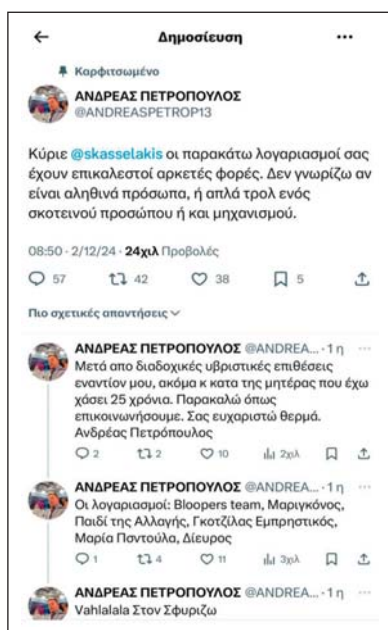 Δημοσίευση
Καρφιτσωμένο
ΑΝΔΡΕΑΣ ΠΕΤΡΟΠΟΥΛΟΣ
@ANDREASPETROP13
Κύριε @skasselakis οι παρακάτω λογαριασμοί σας
έχουν επικαλεστοί αρκετές φορές. Δεν γνωρίζω αν
είναι αληθινά πρόσωπα, ή απλά τρολ ενός
σκοτεινού προσώπου ή και μηχανισμού.
08:50 · 2/12/24 · 24χιλ Προβολές
57 42 38 5
Πιο σχετικές απαντήσεις
ΑΝΔΡΕΑΣ ΠΕΤΡΟΠΟΥΛΟΣ @ANDREA... · 1 η
Μετά απο διαδοχικές υβριστικές επιθέσεις
εναντίον μου, ακόμα κ κατα της μητέρας που έχω
χάσει 25 χρόνια. Παρακαλώ όπως
επικοινωνήσουμε. Σας ευχαριστώ θερμά.
Ανδρέας Πετρόπουλος
2 2 10 2χιλ
ΑΝΔΡΕΑΣ ΠΕΤΡΟΠΟΥΛΟΣ @ANDREA... · 1 η
Οι λογαριασμοί: Bloopers team, Μαριγκόνος,
Παιδί της Αλλαγής, Γκοτζίλας Εμπρηστικός,
Μαρία Ποντούλα, Δίευρος
1 4 11 3χιλ
ΑΝΔΡΕΑΣ ΠΕΤΡΟΠΟΥΛΟΣ @ANDREA... · 1 η
Vahlalala Στον Σφυριζω